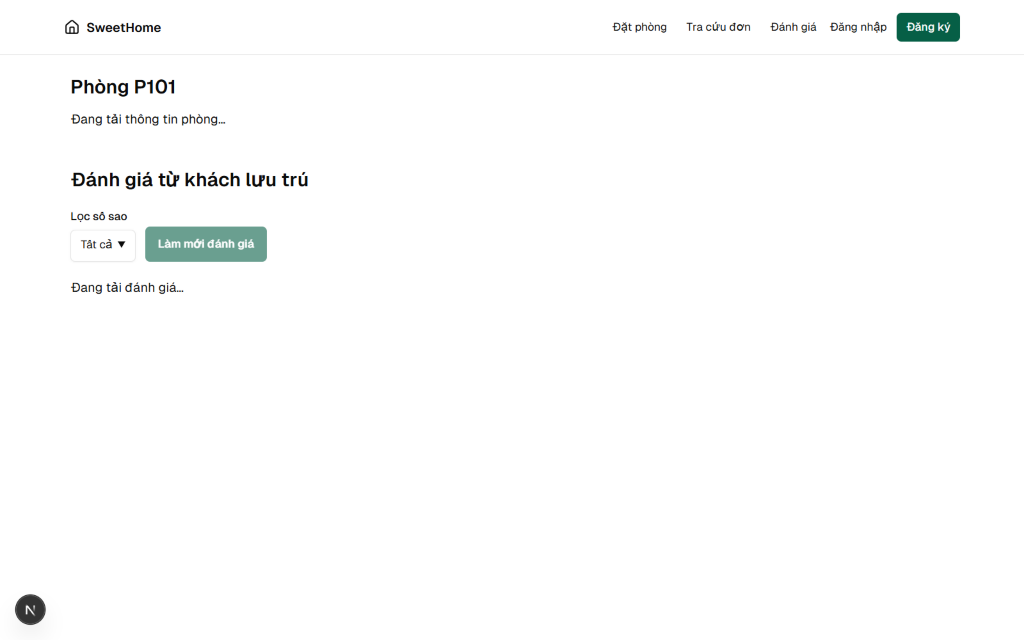 SweetHome
Đặt phòng
Tra cứu đơn
Đánh giá
Đăng nhập
Đăng ký
Phòng P101
Đang tải thông tin phòng...
Đánh giá từ khách lưu trú
Lọc số sao
Tất cả ▼
Làm mới đánh giá
Đang tải đánh giá...
N